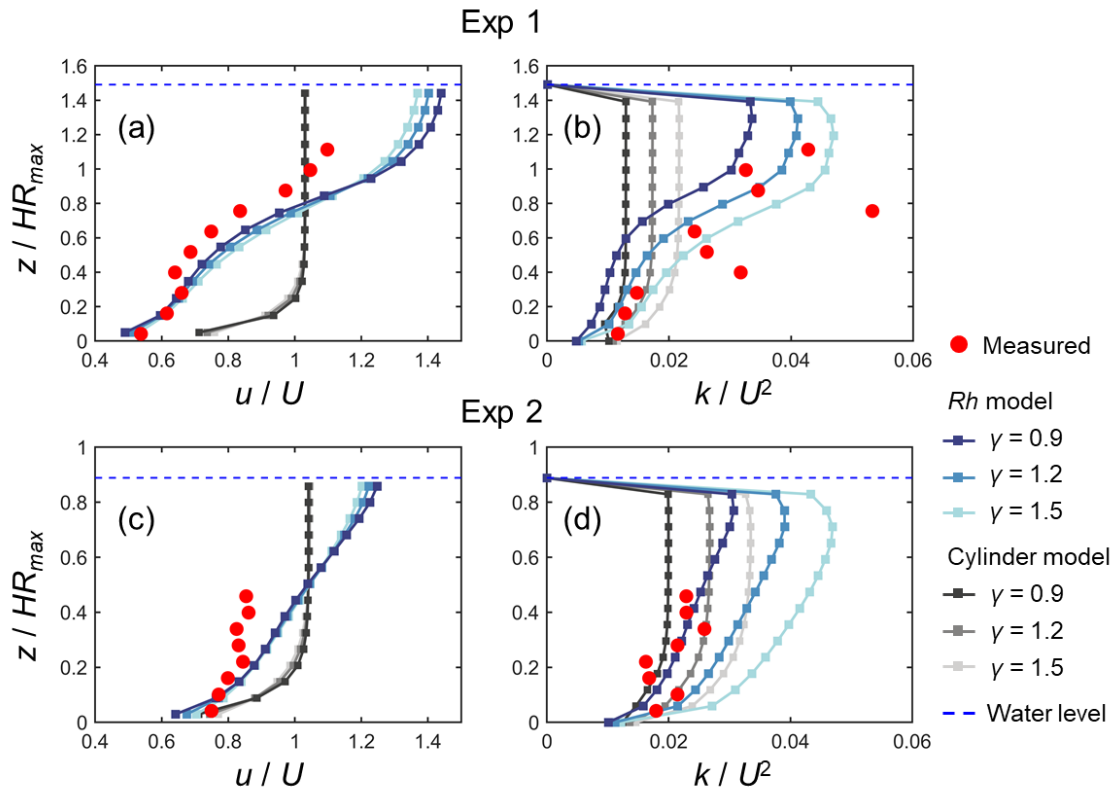 Exp 1
1.6
1.4
1.2
1
0.8
0.6
0.4
0.2
0
z / HRmax
(a)
0.4
0.6
0.8
1
1.2
1.4
u / U
1.6
1.4
1.2
1
0.8
0.6
0.4
0.2
0
(b)
0
0.02
0.04
0.06
k / U²
Exp 2
1
0.8
0.6
0.4
0.2
0
z / HRmax
(c)
0.4
0.6
0.8
1
1.2
1.4
u / U
1
0.8
0.6
0.4
0.2
0
(d)
0
0.02
0.04
0.06
k / U²
Measured
Rh model
γ = 0.9
γ = 1.2
γ = 1.5
Cylinder model
γ = 0.9
γ = 1.2
γ = 1.5
Water level